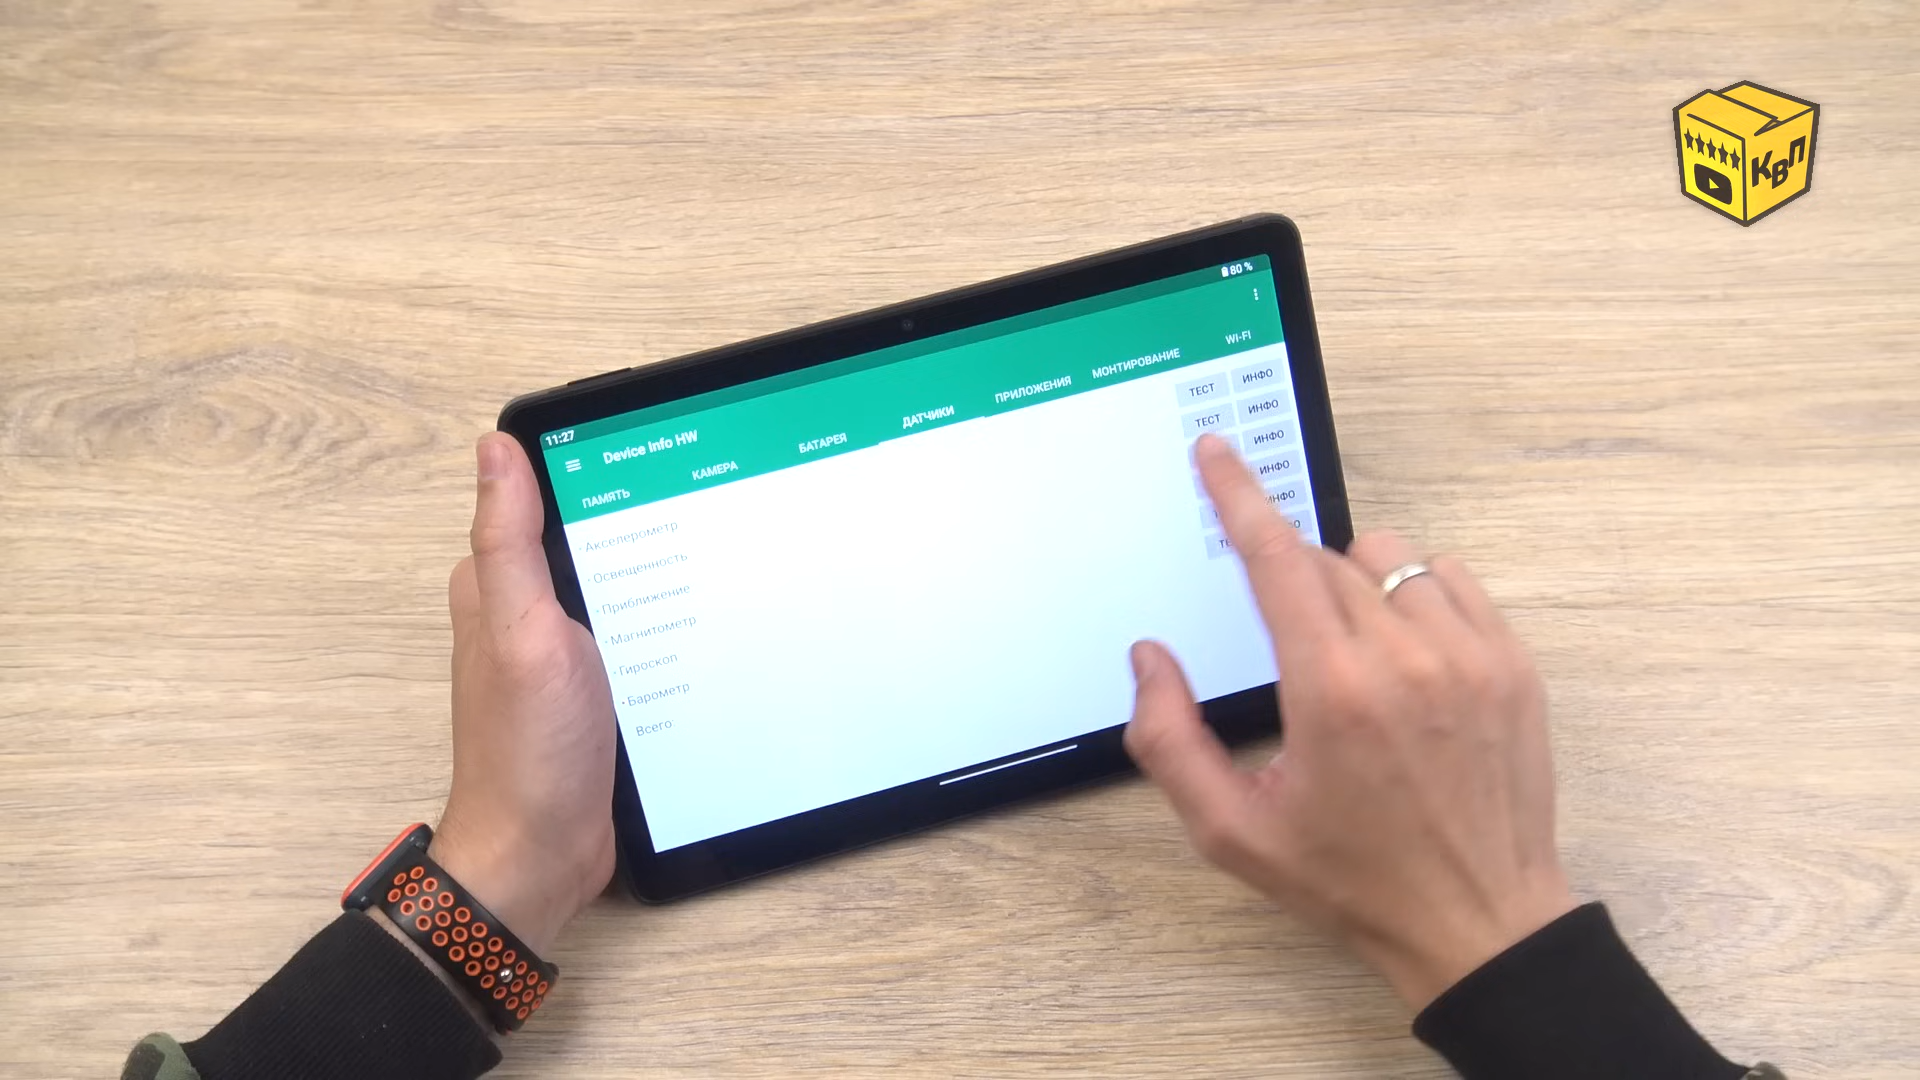 КВП
11:27
80 %
Device Info HW
ПАМЯТЬ КАМЕРА БАТАРЕЯ ДАТЧИКИ ПРИЛОЖЕНИЯ МОНТИРОВАНИЕ WI-FI
• Акселерометр ТЕСТ ИНФО
• Освещенность ТЕСТ ИНФО
• Приближение ИНФО
• Магнитометр ИНФО
• Гироскоп ИНФО
• Барометр
Всего: